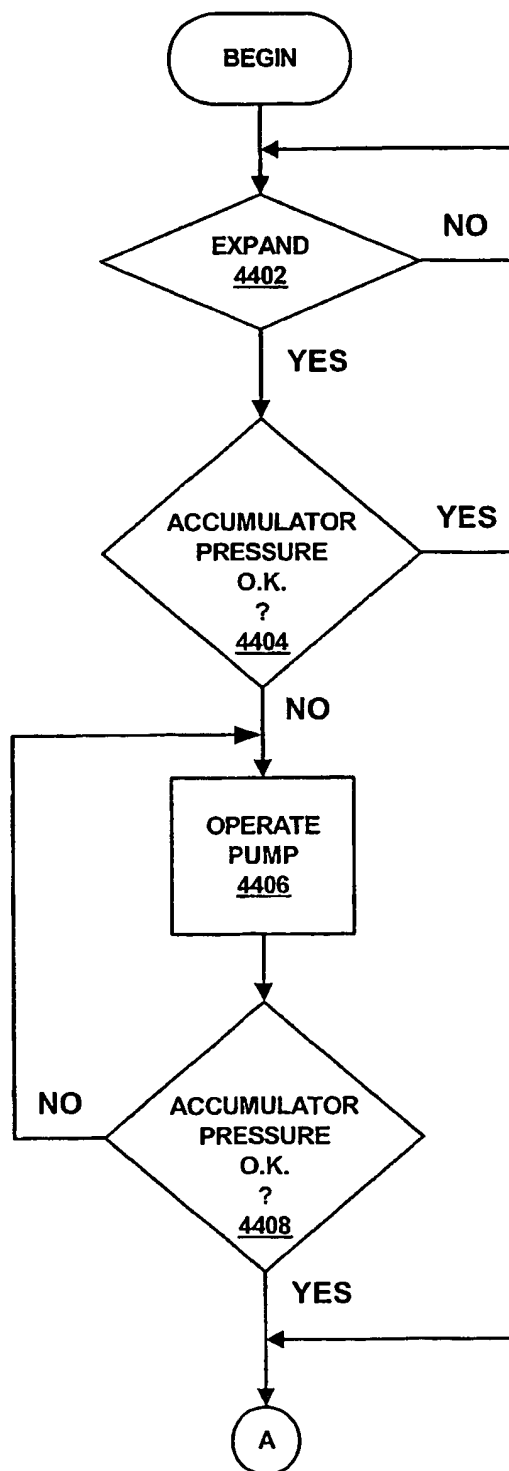 BEGIN
NO
EXPAND
4402
YES
ACCUMULATOR
PRESSURE
O.K.
?
4404
YES
NO
OPERATE
PUMP
4406
NO
ACCUMULATOR
PRESSURE
O.K.
?
4408
YES
A